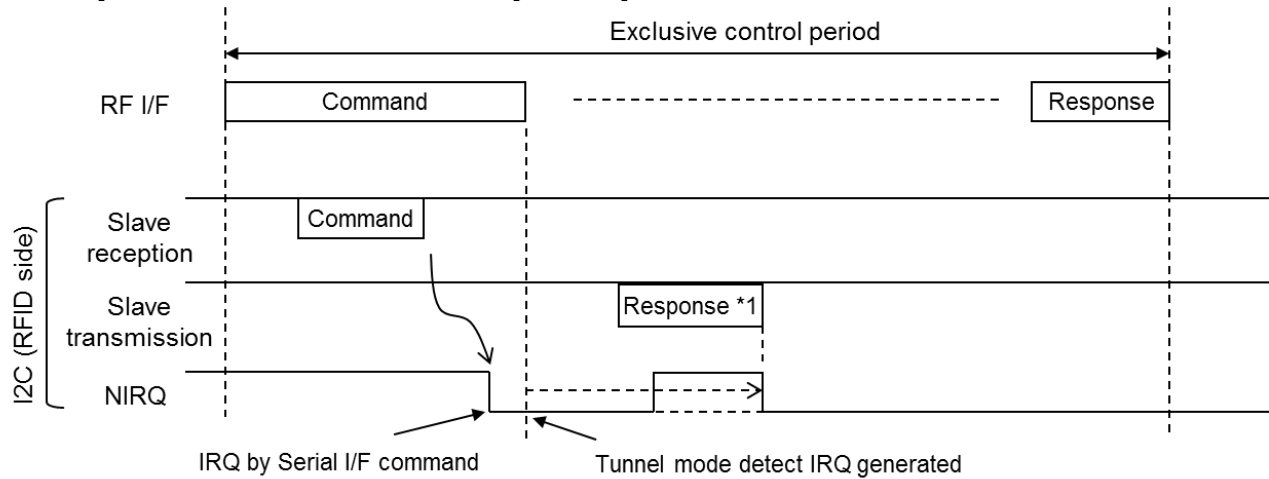 Exclusive control period
RF I/F
Command
Response
I2C (RFID side)
Slave
reception
Command
Slave
transmission
Response *1
NIRQ
IRQ by Serial I/F command
Tunnel mode detect IRQ generated